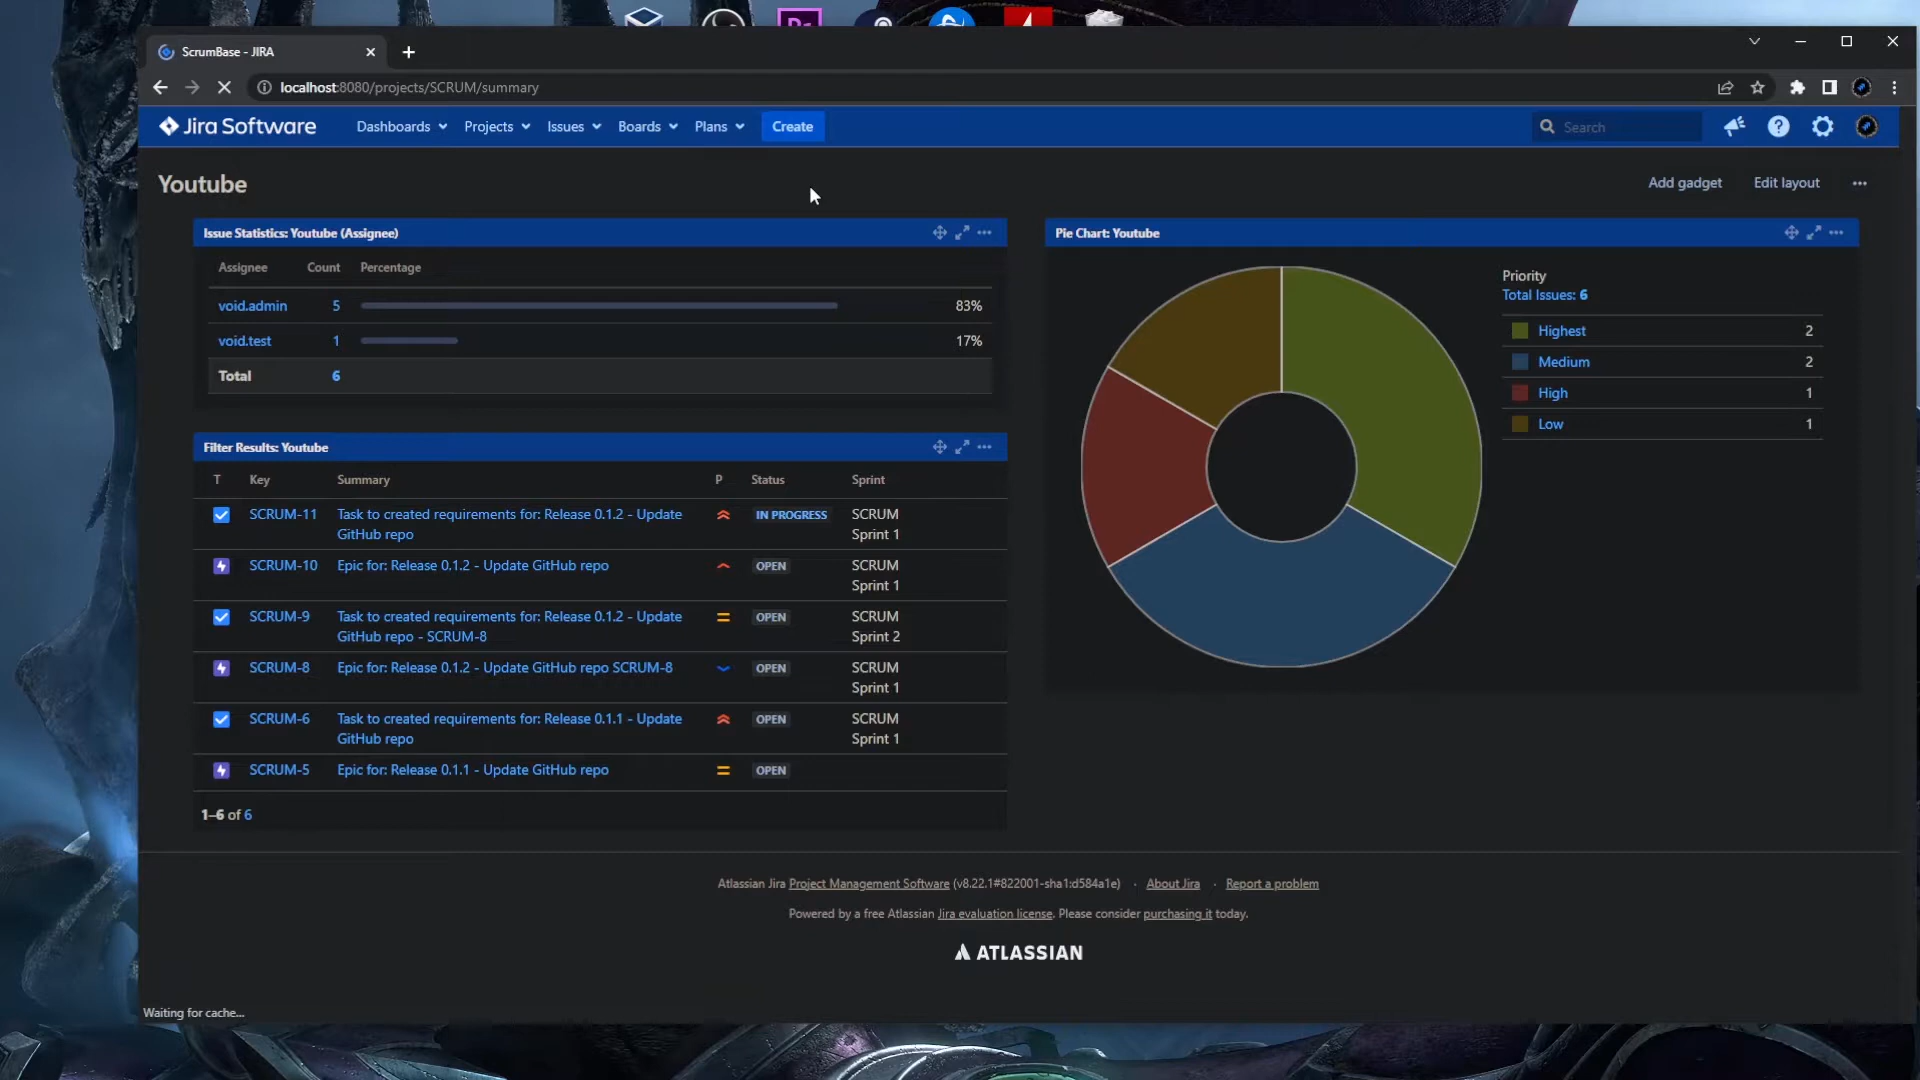 ScrumBase - JIRA
localhost:8080/projects/SCRUM/summary
Jira Software Dashboards Projects Issues Boards Plans Create Search
Youtube Add gadget Edit layout
Issue Statistics: Youtube (Assignee)
Assignee Count Percentage
void.admin 5 83%
void.test 1 17%
Total 6
Pie Chart: Youtube
Priority
Total Issues: 6
Highest 2
Medium 2
High 1
Low 1
Filter Results: Youtube
T Key Summary P Status Sprint
SCRUM-11 Task to created requirements for: Release 0.1.2 - Update IN PROGRESS SCRUM
GitHub repo Sprint 1
SCRUM-10 Epic for: Release 0.1.2 - Update GitHub repo OPEN SCRUM
Sprint 1
SCRUM-9 Task to created requirements for: Release 0.1.2 - Update OPEN SCRUM
GitHub repo - SCRUM-8 Sprint 2
SCRUM-8 Epic for: Release 0.1.2 - Update GitHub repo SCRUM-8 OPEN SCRUM
Sprint 1
SCRUM-6 Task to created requirements for: Release 0.1.1 - Update OPEN SCRUM
GitHub repo Sprint 1
SCRUM-5 Epic for: Release 0.1.1 - Update GitHub repo OPEN
1–6 of 6
Atlassian Jira Project Management Software (v8.22.1#822001-sha1:d584a1e) · About Jira · Report a problem
Powered by a free Atlassian Jira evaluation license. Please consider purchasing it today.
ATLASSIAN
Waiting for cache...